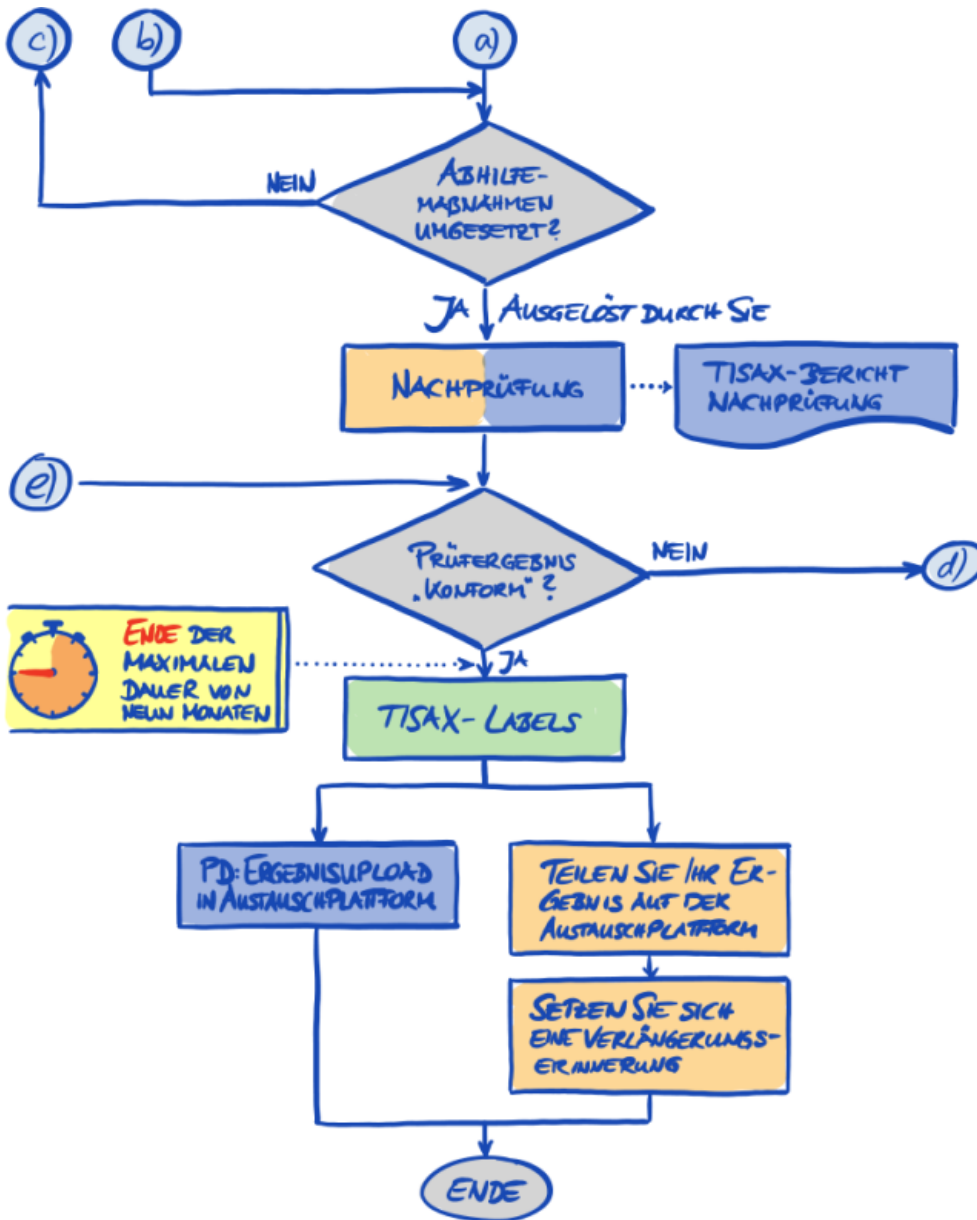 c)
b)
a)
NEIN
ABHILFE-
MAẞNAHMEN
UMGESETZT?
JA
AUSGELÖST DURCH SIE
NACHPRÜFUNG
TISAX-BERICHT
NACHPRÜFUNG
e)
PRÜFERGEBNIS
„KONFORM“?
NEIN
d)
ENDE DER
MAXIMALEN
DAUER VON
NEUN MONATEN
JA
TISAX-LABELS
PD: ERGEBNISUPLOAD
IN AUSTAUSCHPLATTFORM
TEILEN SIE IHR ER-
GEBNIS AUF DER
AUSTAUSCHPLATTFORM
SETZEN SIE SICH
EINE VERLÄNGERUNGS-
ERINNERUNG
ENDE